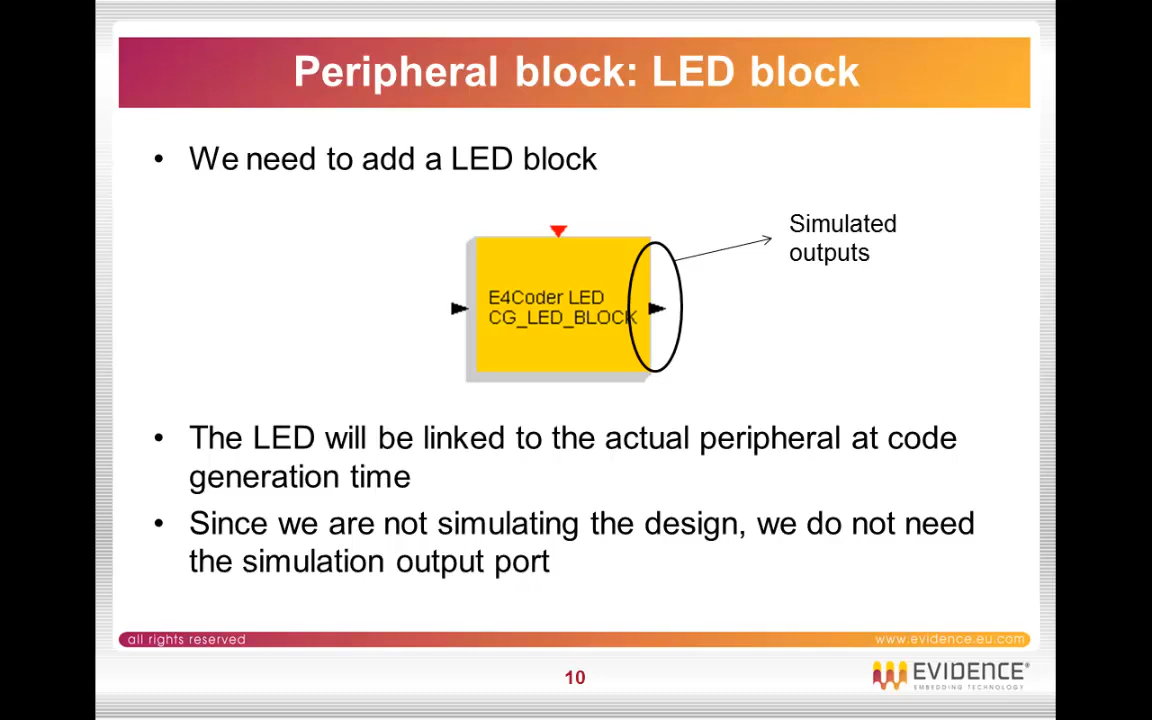 Peripheral block: LED block
• We need to add a LED block
Simulated
outputs
E4Coder LED
CG_LED_BLOCK
• The LED will be linked to the actual peripheral at code
generation time
• Since we are not simulating the design, we do not need
the simulation output port
all rights reserved
www.evidence.eu.com
10
EVIDENCE®
EMBEDDING TECHNOLOGY